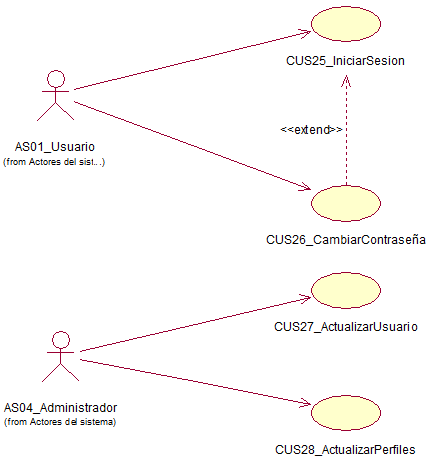 CUS25_IniciarSesion
<<extend>>
AS01_Usuario
(from Actores del sist...)
CUS26_CambiarContraseña
CUS27_ActualizarUsuario
AS04_Administrador
(from Actores del sistema)
CUS28_ActualizarPerfiles